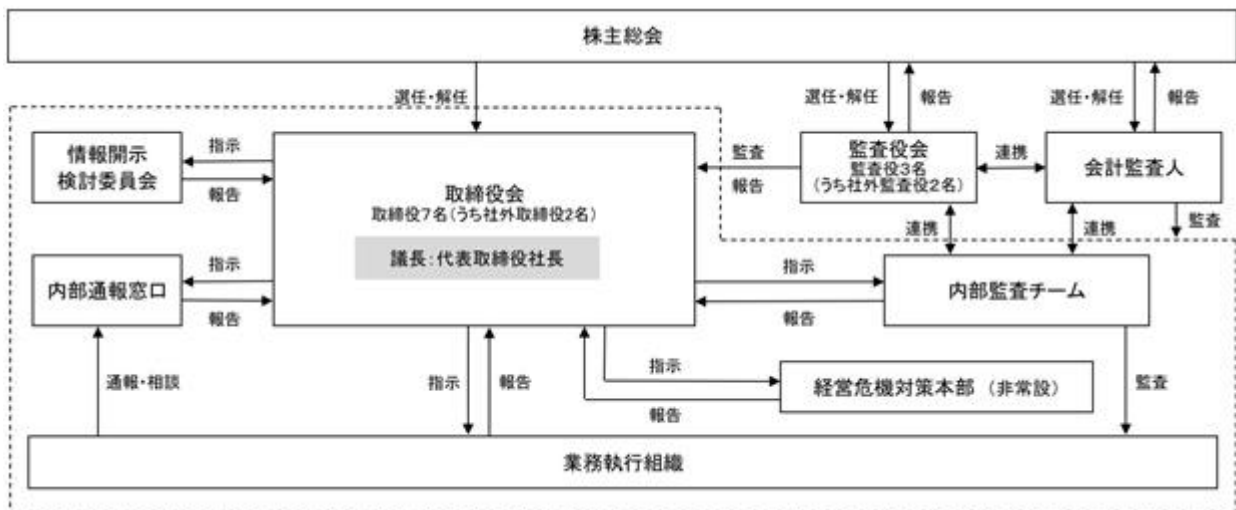 株主総会
選任・解任
選任・解任
報告
選任・解任
報告
情報開示
検討委員会
指示
報告
取締役会
取締役7名(うち社外取締役2名)
議長:代表取締役社長
監査
報告
監査役会
監査役3名
(うち社外監査役2名)
連携
会計監査人
監査
連携
連携
内部通報窓口
指示
報告
指示
報告
内部監査チーム
通報・相談
指示
報告
指示
報告
経営危機対策本部 (非常設)
監査
業務執行組織